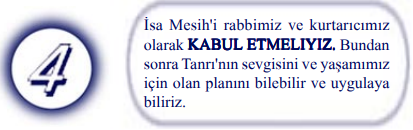 4
İsa Mesih'i rabbimiz ve kurtarıcımız
olarak KABUL ETMELIYIZ. Bundan
sonra Tanrı'nın sevgisini ve yaşamımız
için olan planını bilebilir ve uygulaya
biliriz.